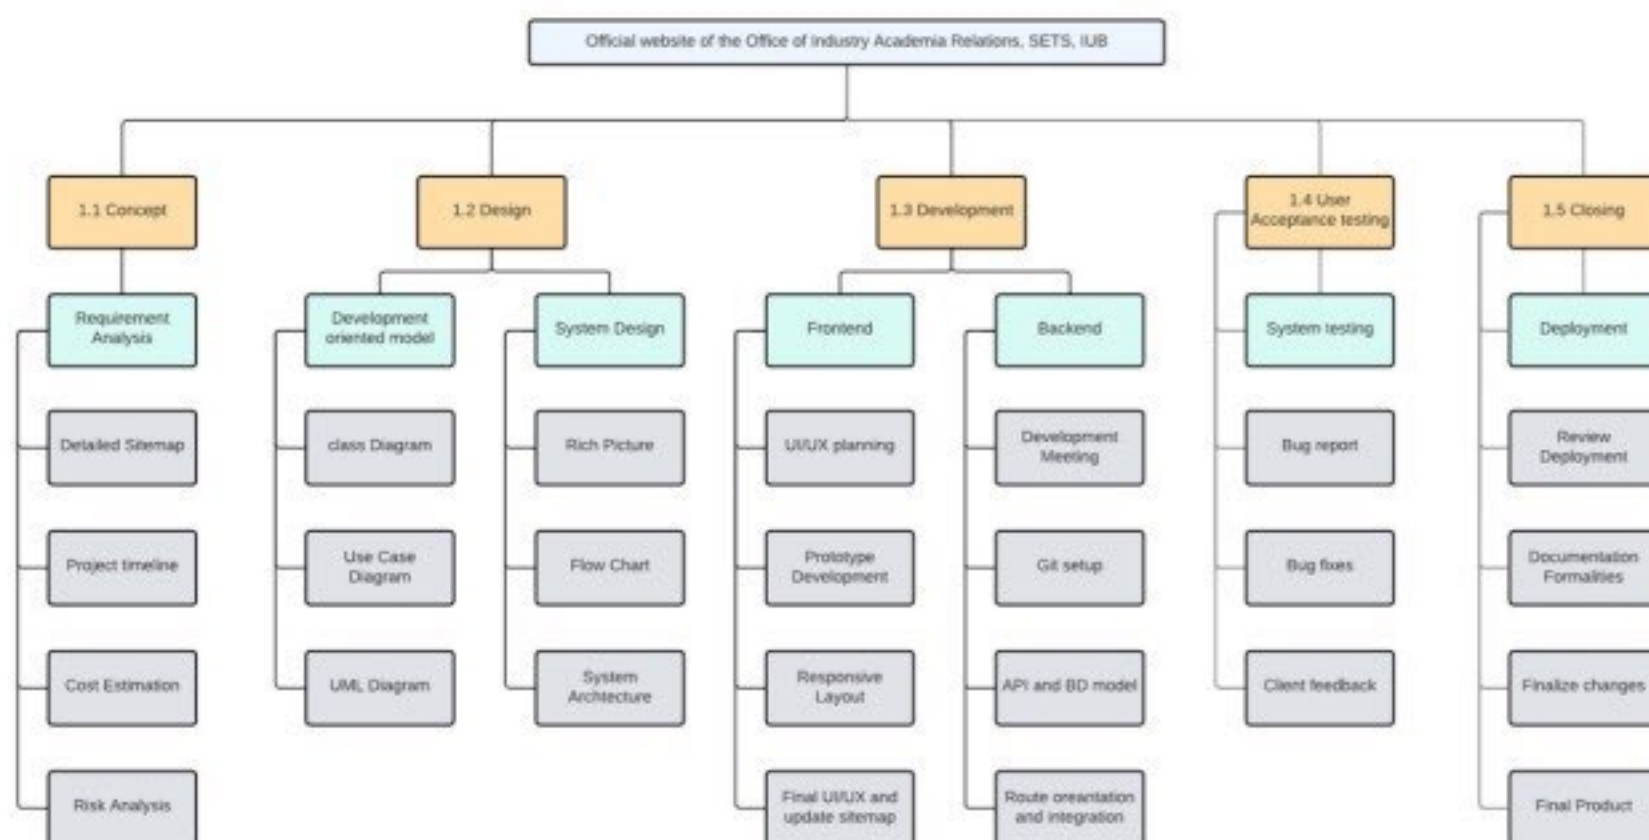 Official website of the Office of Industry Academia Relations, SETS, IUB
1.1 Concept
1.2 Design
1.3 Development
1.4 User
Acceptance testing
1.5 Closing
Requirement
Analysis
Development
oriented model
System Design
Frontend
Backend
System testing
Deployment
Detailed Sitemap
class Diagram
Rich Picture
UI/UX planning
Development
Meeting
Bug report
Review
Deployment
Project timeline
Use Case
Diagram
Flow Chart
Prototype
Development
Git setup
Bug fixes
Documentation
Formalities
Cost Estimation
UML Diagram
System
Archtecture
Responsive
Layout
API and BD model
Client feedback
Finalize changes
Risk Analysis
Final UI/UX and
update sitemap
Route oreantation
and integration
Final Product